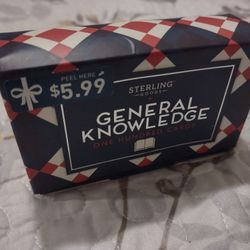 PEEL HERE
$5.99
STERLING
GOODS
GENERAL
KNOWLEDGE
ONE HUNDRED CARDS